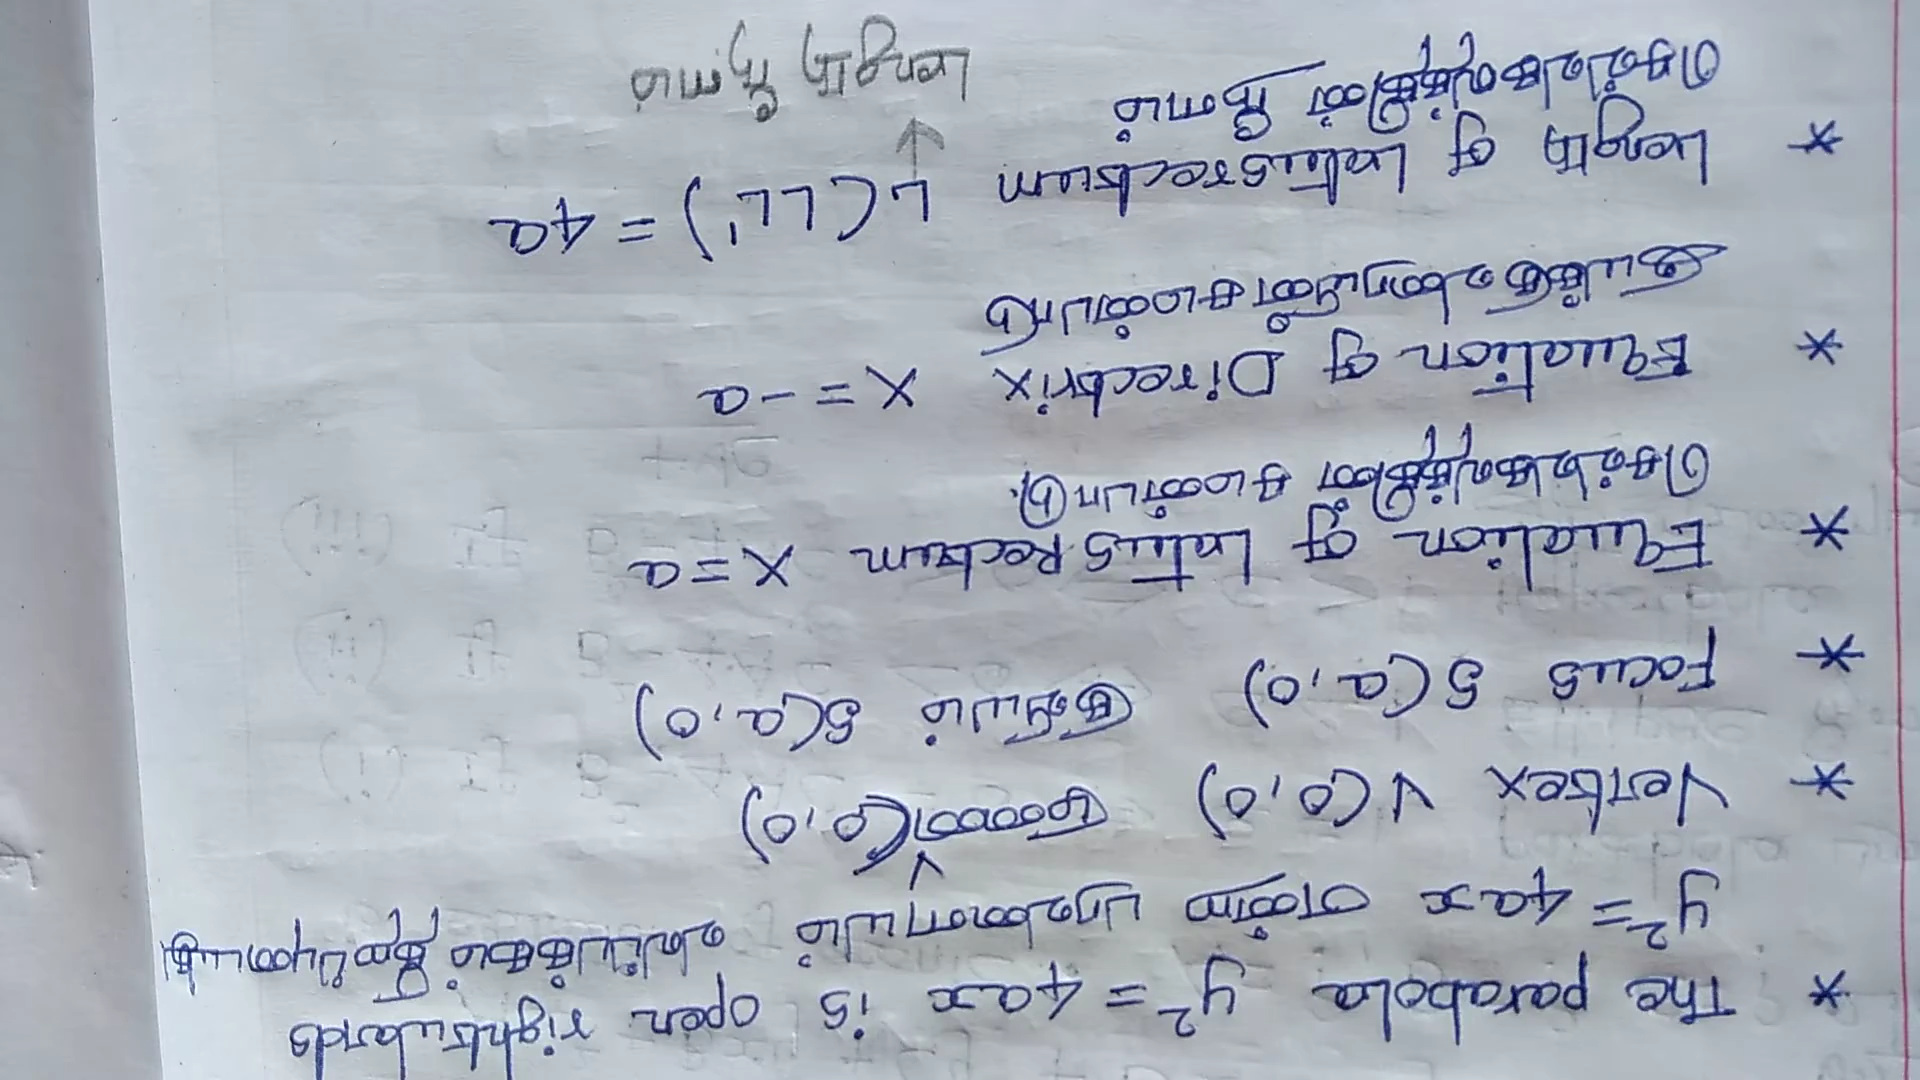 * The parabola y² = 4ax is open rightwards
y² = 4ax என்ற பரவளையம் வலப்பக்கம் திறப்புடையது
* Vertex V(0,0) முனை V(0,0)
* Focus S(a,0) குவியம் S(a,0)
* Equation of Latus Rectum x = a
செவ்வகலத்தின் சமன்பாடு
* Equation of Directrix x = -a
இயக்குவரையின் சமன்பாடு
* Length of Latusrectum L(LL') = 4a
செவ்வகலத்தின் நீளம்
Length நீளம்